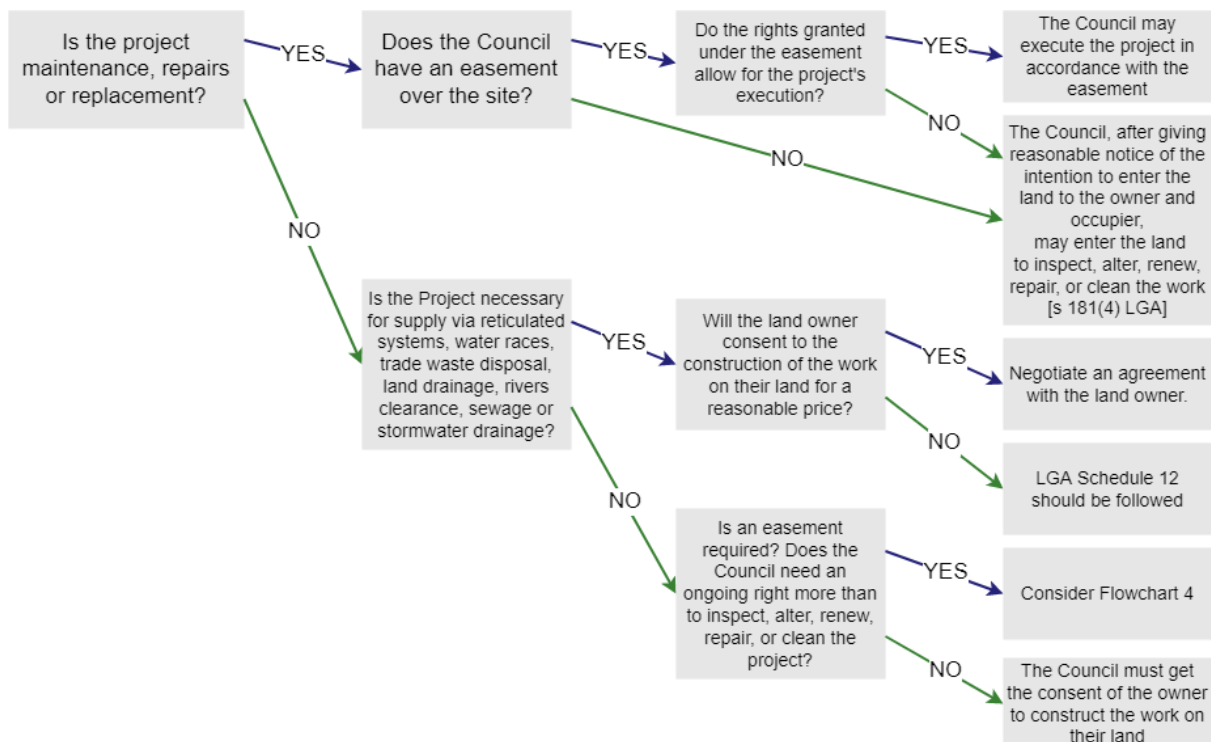 Is the project
maintenance, repairs
or replacement?
YES
Does the Council
have an easement
over the site?
YES
Do the rights granted
under the easement
allow for the project's
execution?
YES
The Council may
execute the project in
accordance with the
easement
NO
NO
The Council, after giving
reasonable notice of the
intention to enter the
land to the owner and
occupier,
may enter the land
to inspect, alter, renew,
repair, or clean the work
[s 181(4) LGA]
NO
Is the Project necessary
for supply via reticulated
systems, water races,
trade waste disposal,
land drainage, rivers
clearance, sewage or
stormwater drainage?
YES
Will the land owner
consent to the
construction of the work
on their land for a
reasonable price?
YES
Negotiate an agreement
with the land owner.
NO
LGA Schedule 12
should be followed
NO
Is an easement
required? Does the
Council need an
ongoing right more than
to inspect, alter, renew,
repair, or clean the
project?
YES
Consider Flowchart 4
NO
The Council must get
the consent of the owner
to construct the work on
their land